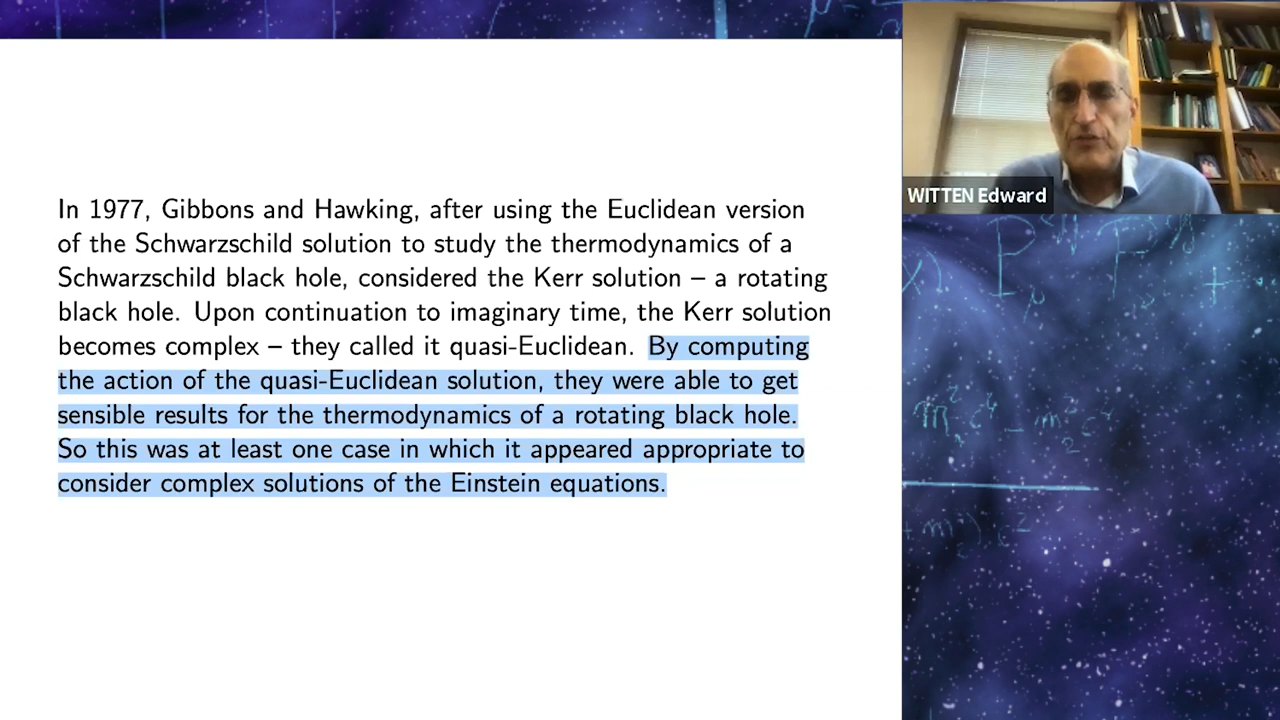 In 1977, Gibbons and Hawking, after using the Euclidean version
of the Schwarzschild solution to study the thermodynamics of a
Schwarzschild black hole, considered the Kerr solution – a rotating
black hole. Upon continuation to imaginary time, the Kerr solution
becomes complex – they called it quasi-Euclidean. By computing
the action of the quasi-Euclidean solution, they were able to get
sensible results for the thermodynamics of a rotating black hole.
So this was at least one case in which it appeared appropriate to
consider complex solutions of the Einstein equations.
WITTEN Edward